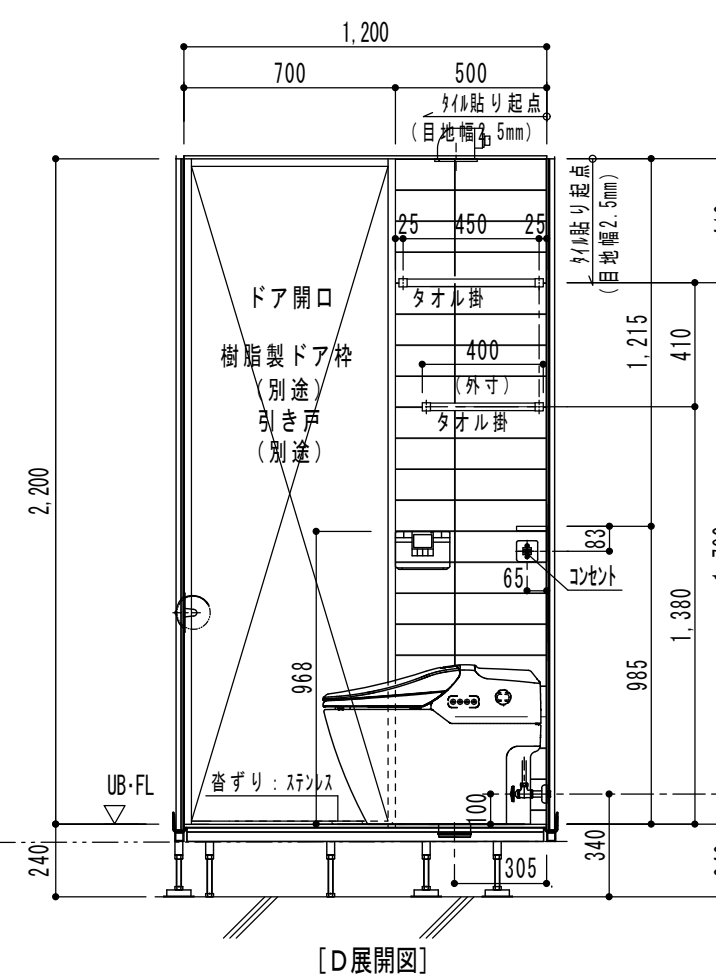 1,200
700
500
タイル貼り起点
(目地幅2.5mm)
タイル貼り起点
(目地幅2.5mm)
25
450
25
タオル掛
ドア開口
樹脂製ドア枠
(別途)
引き戸
(別途)
400
(外寸)
タオル掛
1,215
410
2,200
83
65
コンセント
1,380
968
985
UB・FL
沓ずり：ステンレス
100
240
340
305
[D展開図]